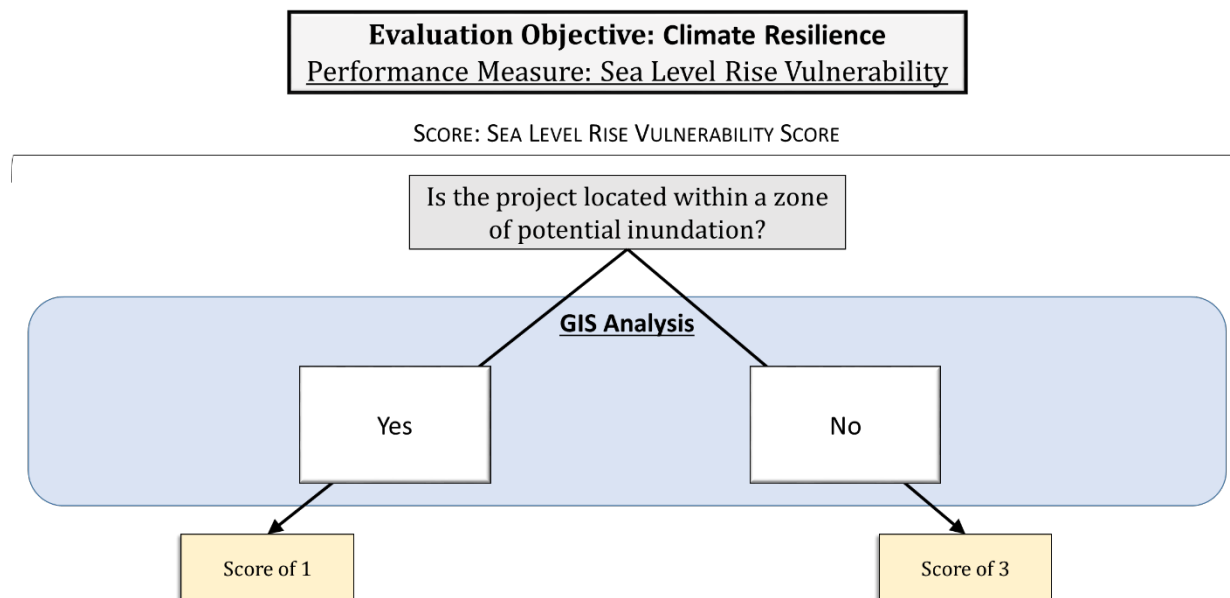 Evaluation Objective: Climate Resilience
Performance Measure: Sea Level Rise Vulnerability
SCORE: SEA LEVEL RISE VULNERABILITY SCORE
Is the project located within a zone
of potential inundation?
GIS Analysis
Yes
No
Score of 1
Score of 3